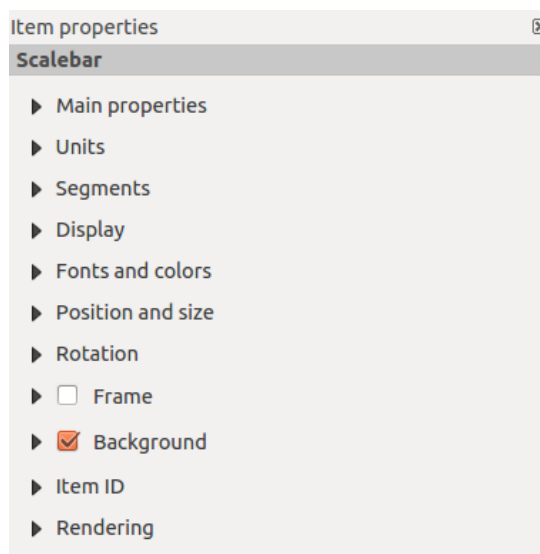 Item properties
Scalebar
Main properties
Units
Segments
Display
Fonts and colors
Position and size
Rotation
Frame
Background
Item ID
Rendering